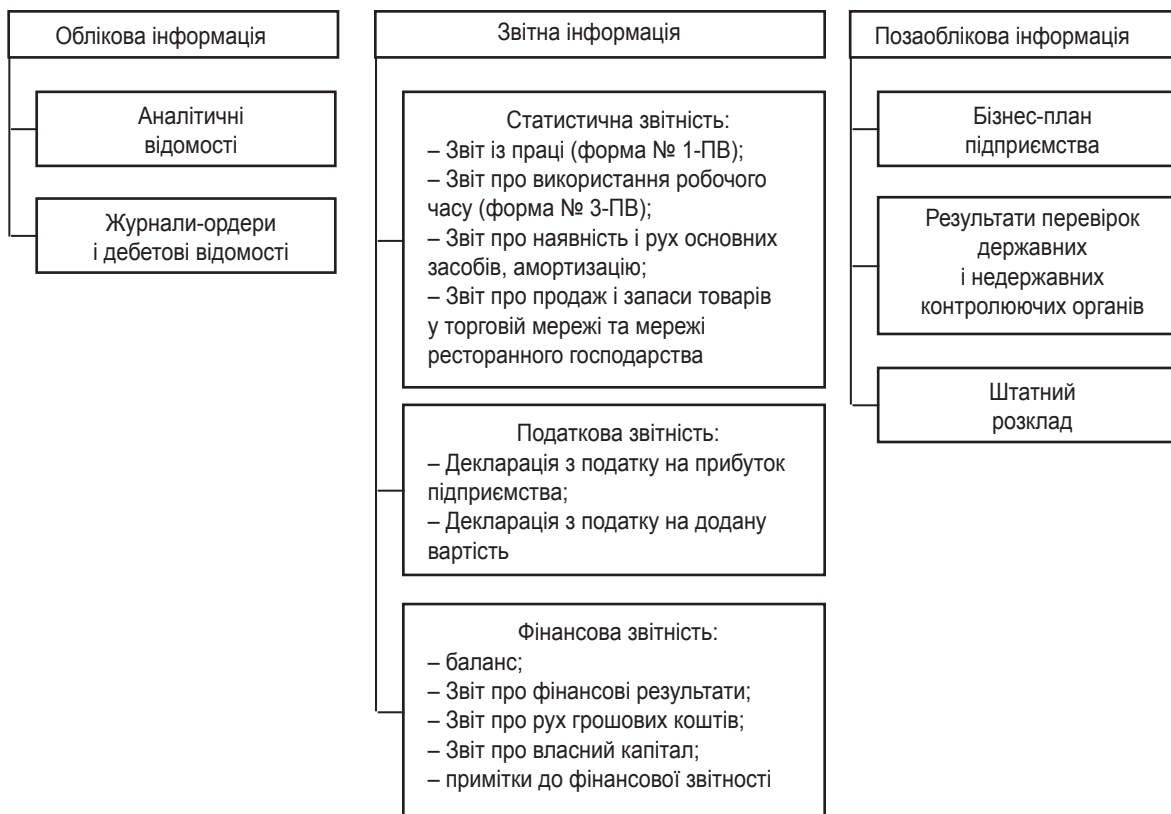 Облікова інформація
Аналітичні
відомості
Журнали-ордери
і дебетові відомості
Звітна інформація
Статистична звітність:
– Звіт із праці (форма № 1-ПВ);
– Звіт про використання робочого
часу (форма № 3-ПВ);
– Звіт про наявність і рух основних
засобів, амортизацію;
– Звіт про продаж і запаси товарів
у торговій мережі та мережі
ресторанного господарства
Податкова звітність:
– Декларація з податку на прибуток
підприємства;
– Декларація з податку на додану
вартість
Фінансова звітність:
– баланс;
– Звіт про фінансові результати;
– Звіт про рух грошових коштів;
– Звіт про власний капітал;
– примітки до фінансової звітності
Позаоблікова інформація
Бізнес-план
підприємства
Результати перевірок
державних
і недержавних
контролюючих органів
Штатний
розклад